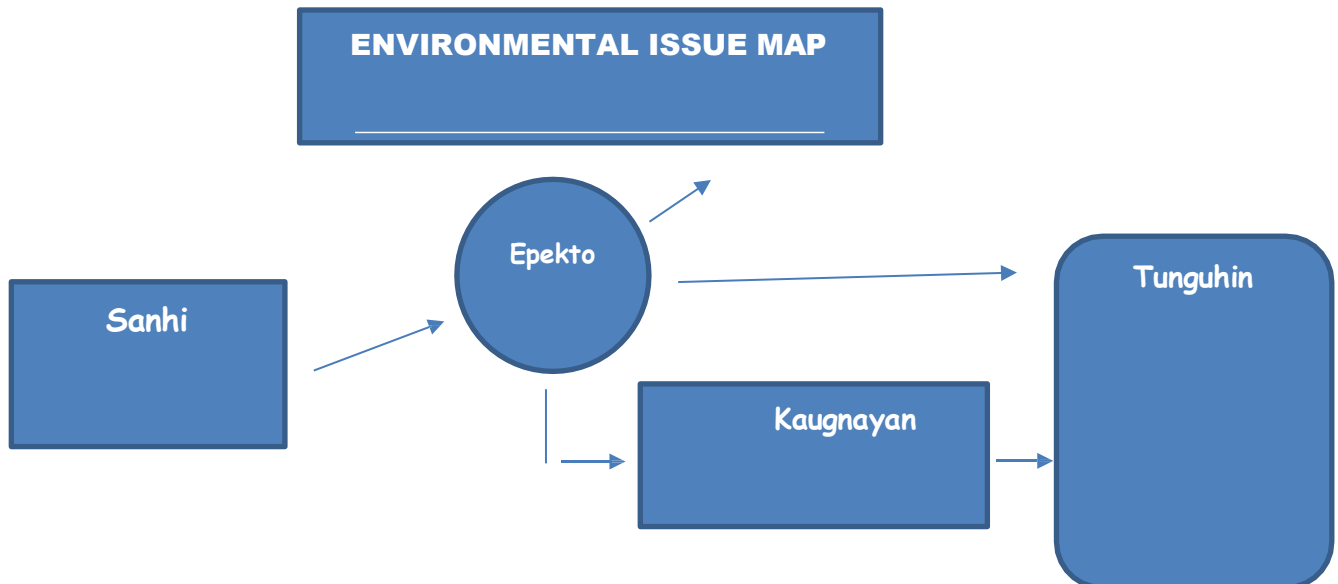 ENVIRONMENTAL ISSUE MAP
Epekto
Sanhi
Tunguhin
Kaugnayan